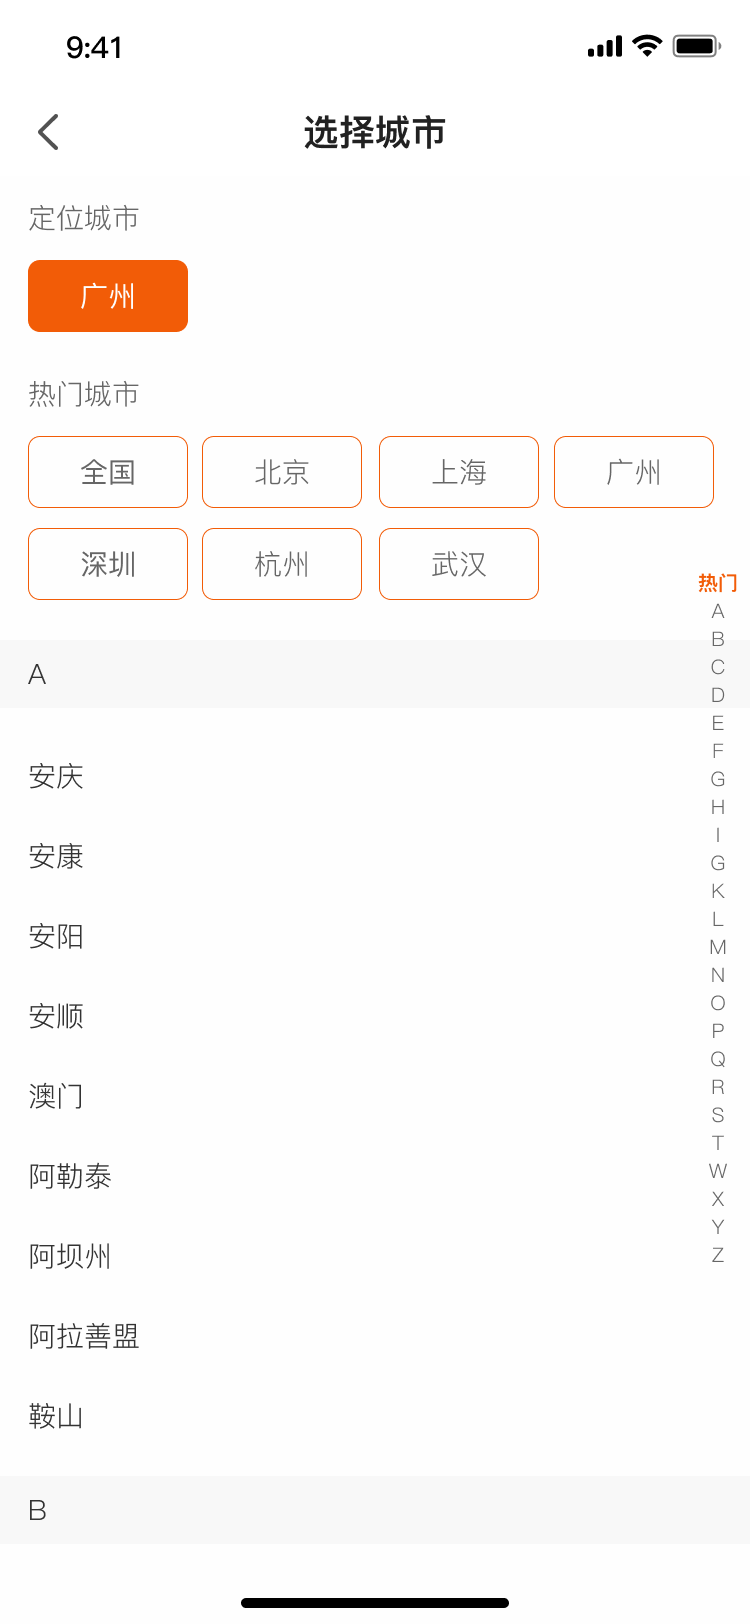 9:41
选择城市
定位城市
广州
热门城市
全国 北京 上海 广州
深圳 杭州 武汉
热门
A
B
C
D
E
F
G
H
I
G
K
L
M
N
O
P
Q
R
S
T
W
X
Y
Z
A
安庆
安康
安阳
安顺
澳门
阿勒泰
阿坝州
阿拉善盟
鞍山
B